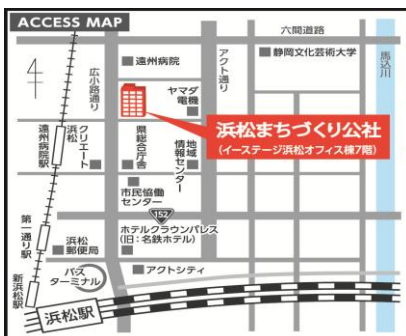 ACCESS MAP
六間道路
遠州病院
広小路通り
アクト通り
静岡文化芸術大学
馬込川
ヤマダ
電機
浜松まちづくり公社
(イーステージ浜松オフィス棟7階)
遠州病院駅
クリエート
浜松
県総合庁舎
地域
情報センター
市民協働
センター
152
ホテルクラウンパレス
(旧:名鉄ホテル)
第一通り駅
浜松
郵便局
バス
ターミナル
アクトシティ
新浜松駅
浜松駅